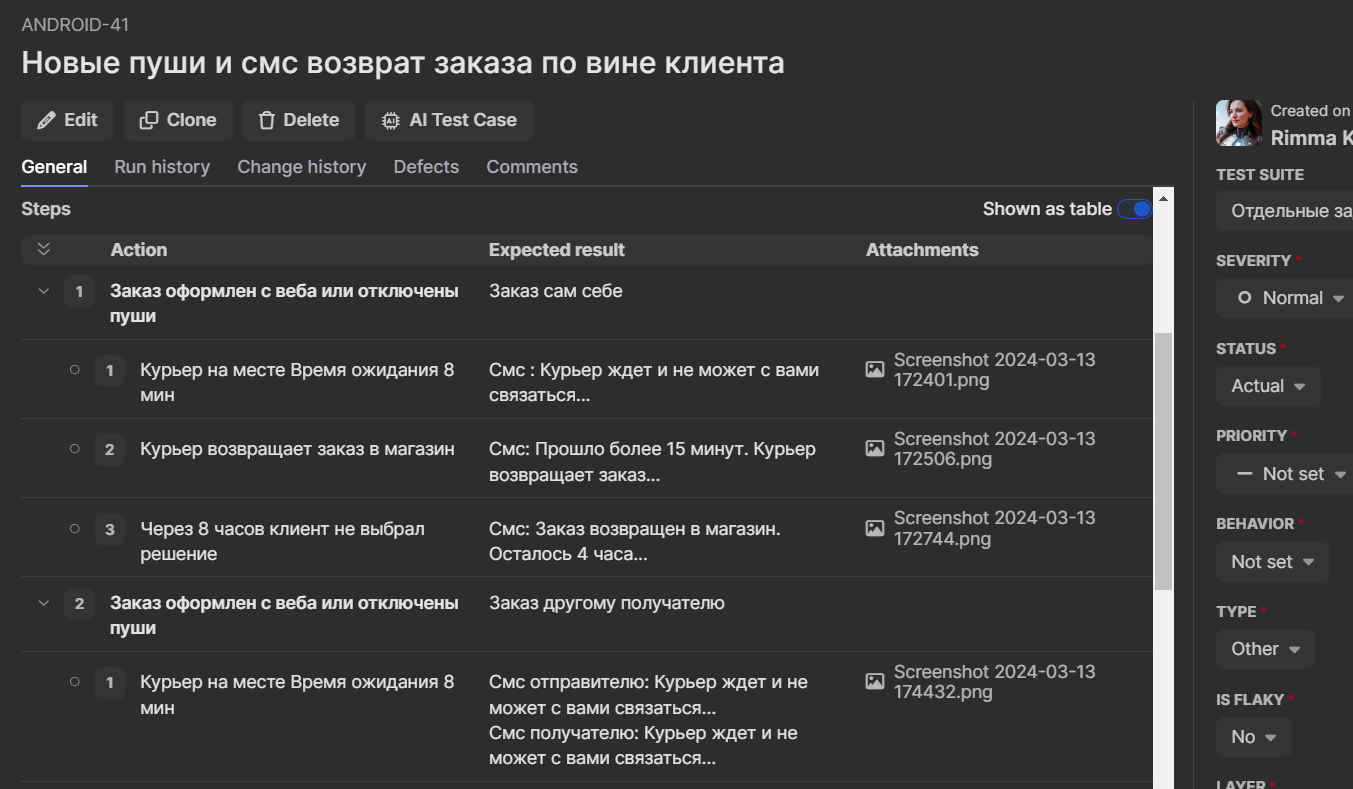 ANDROID-41
Новые пуши и смс возврат заказа по вине клиента
Edit
Clone
Delete
AI Test Case
General
Run history
Change history
Defects
Comments
Steps
Shown as table
Action
Expected result
Attachments
1
Заказ оформлен с веба или отключены
пуши
Заказ сам себе
1
Курьер на месте Время ожидания 8
мин
Смс : Курьер ждет и не может с вами
связаться...
Screenshot 2024-03-13
172401.png
2
Курьер возвращает заказ в магазин
Смс: Прошло более 15 минут. Курьер
возвращает заказ...
Screenshot 2024-03-13
172506.png
3
Через 8 часов клиент не выбрал
решение
Смс: Заказ возвращен в магазин.
Осталось 4 часа...
Screenshot 2024-03-13
172744.png
2
Заказ оформлен с веба или отключены
пуши
Заказ другому получателю
1
Курьер на месте Время ожидания 8
мин
Смс отправителю: Курьер ждет и не
может с вами связаться...
Смс получателю: Курьер ждет и не
может с вами связаться...
Screenshot 2024-03-13
174432.png
Created on
Rimma K
TEST SUITE
Отдельные за
SEVERITY *
Normal
STATUS *
Actual
PRIORITY *
Not set
BEHAVIOR *
Not set
TYPE *
Other
IS FLAKY *
No
LAYER *